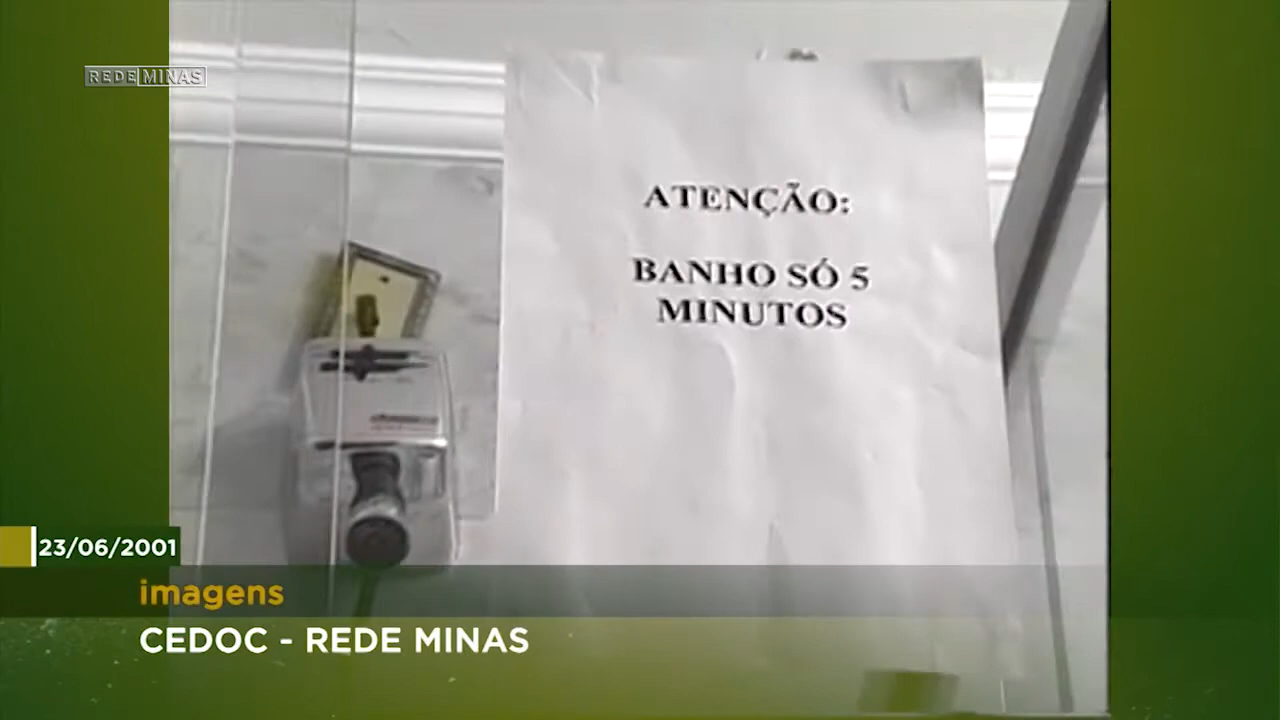 REDE MINAS
ATENÇÃO:
BANHO SÓ 5
MINUTOS
23/06/2001
imagens
CEDOC - REDE MINAS